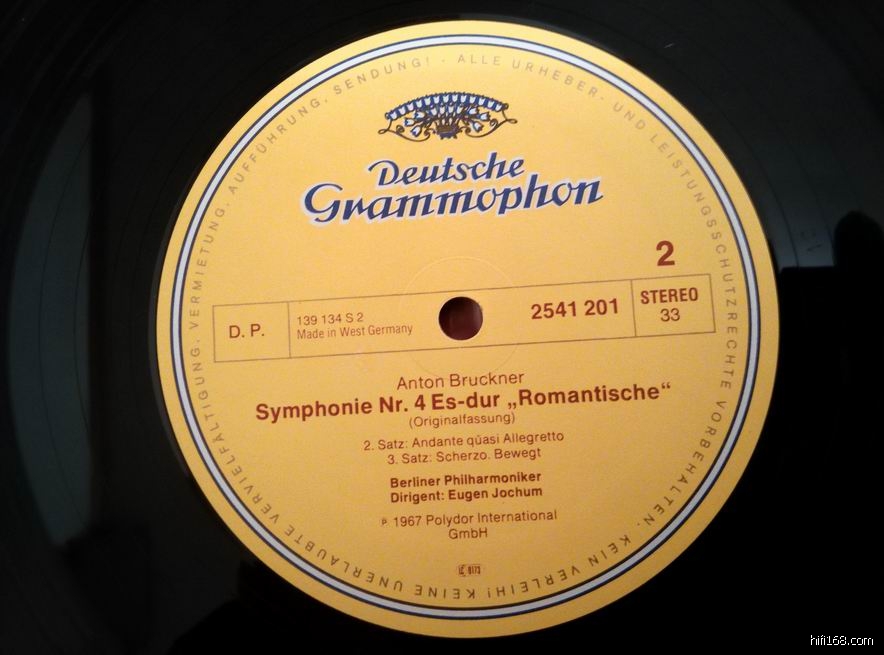 ALLE URHEBER- UND LEISTUNGSSCHUTZRECHTE VORBEHALTEN. KEIN VERLEIH! KEINE UNERLAUBTE VERVIELFÄLTIGUNG, VERMIETUNG, AUFFÜHRUNG, SENDUNG! ·
Deutsche
Grammophon
2
D. P.
139 134 S 2
Made in West Germany
2541 201
STEREO
33
Anton Bruckner
Symphonie Nr. 4 Es-dur „Romantische“
(Originalfassung)
2. Satz: Andante quasi Allegretto
3. Satz: Scherzo. Bewegt
Berliner Philharmoniker
Dirigent: Eugen Jochum
℗ 1967 Polydor International
GmbH
LC 0173
hifi168.com